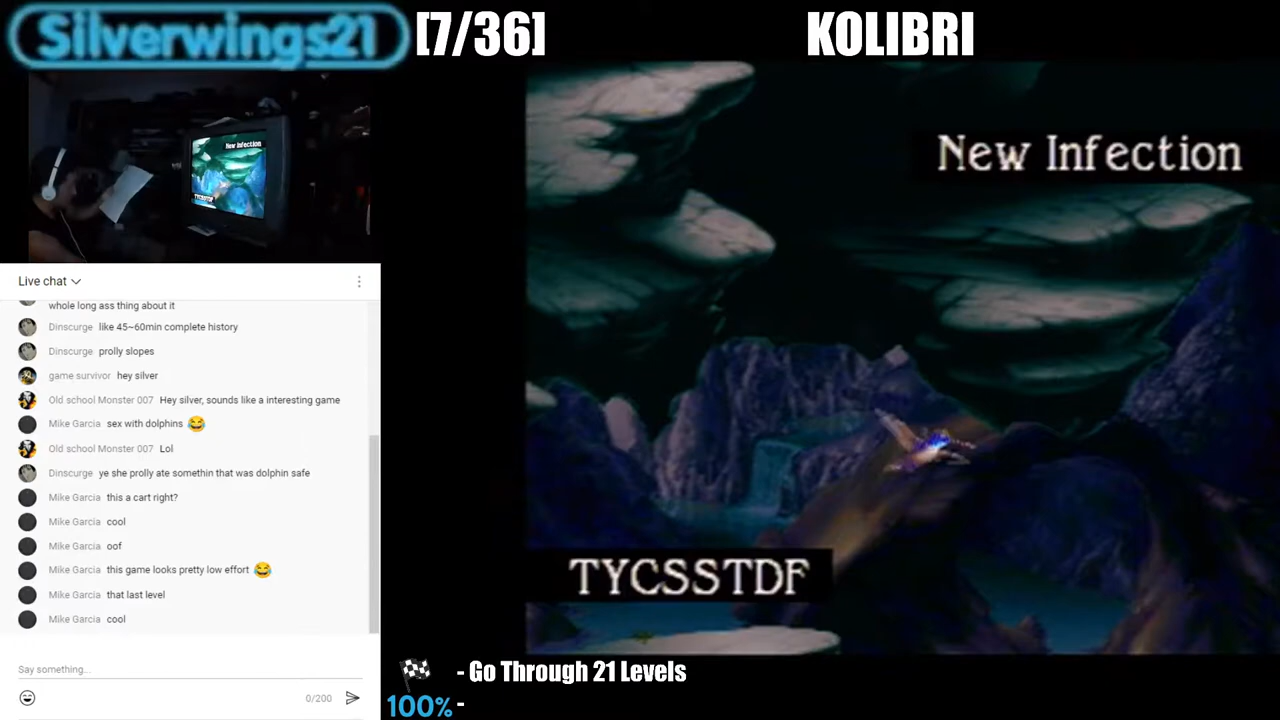 Silverwings21
[7/36]
KOLIBRI
New Infection
TYCSSTDF
New Infection
TYCSSTDF
Live chat
whole long ass thing about it
Dinscurge like 45~60min complete history
Dinscurge prolly slopes
game survivor hey silver
Old school Monster 007 Hey silver, sounds like a interesting game
Mike Garcia sex with dolphins 😂
Old school Monster 007 Lol
Dinscurge ye she prolly ate somethin that was dolphin safe
Mike Garcia this a cart right?
Mike Garcia cool
Mike Garcia oof
Mike Garcia this game looks pretty low effort 😂
Mike Garcia that last level
Mike Garcia cool
Say something...
0/200
- Go Through 21 Levels
100% -